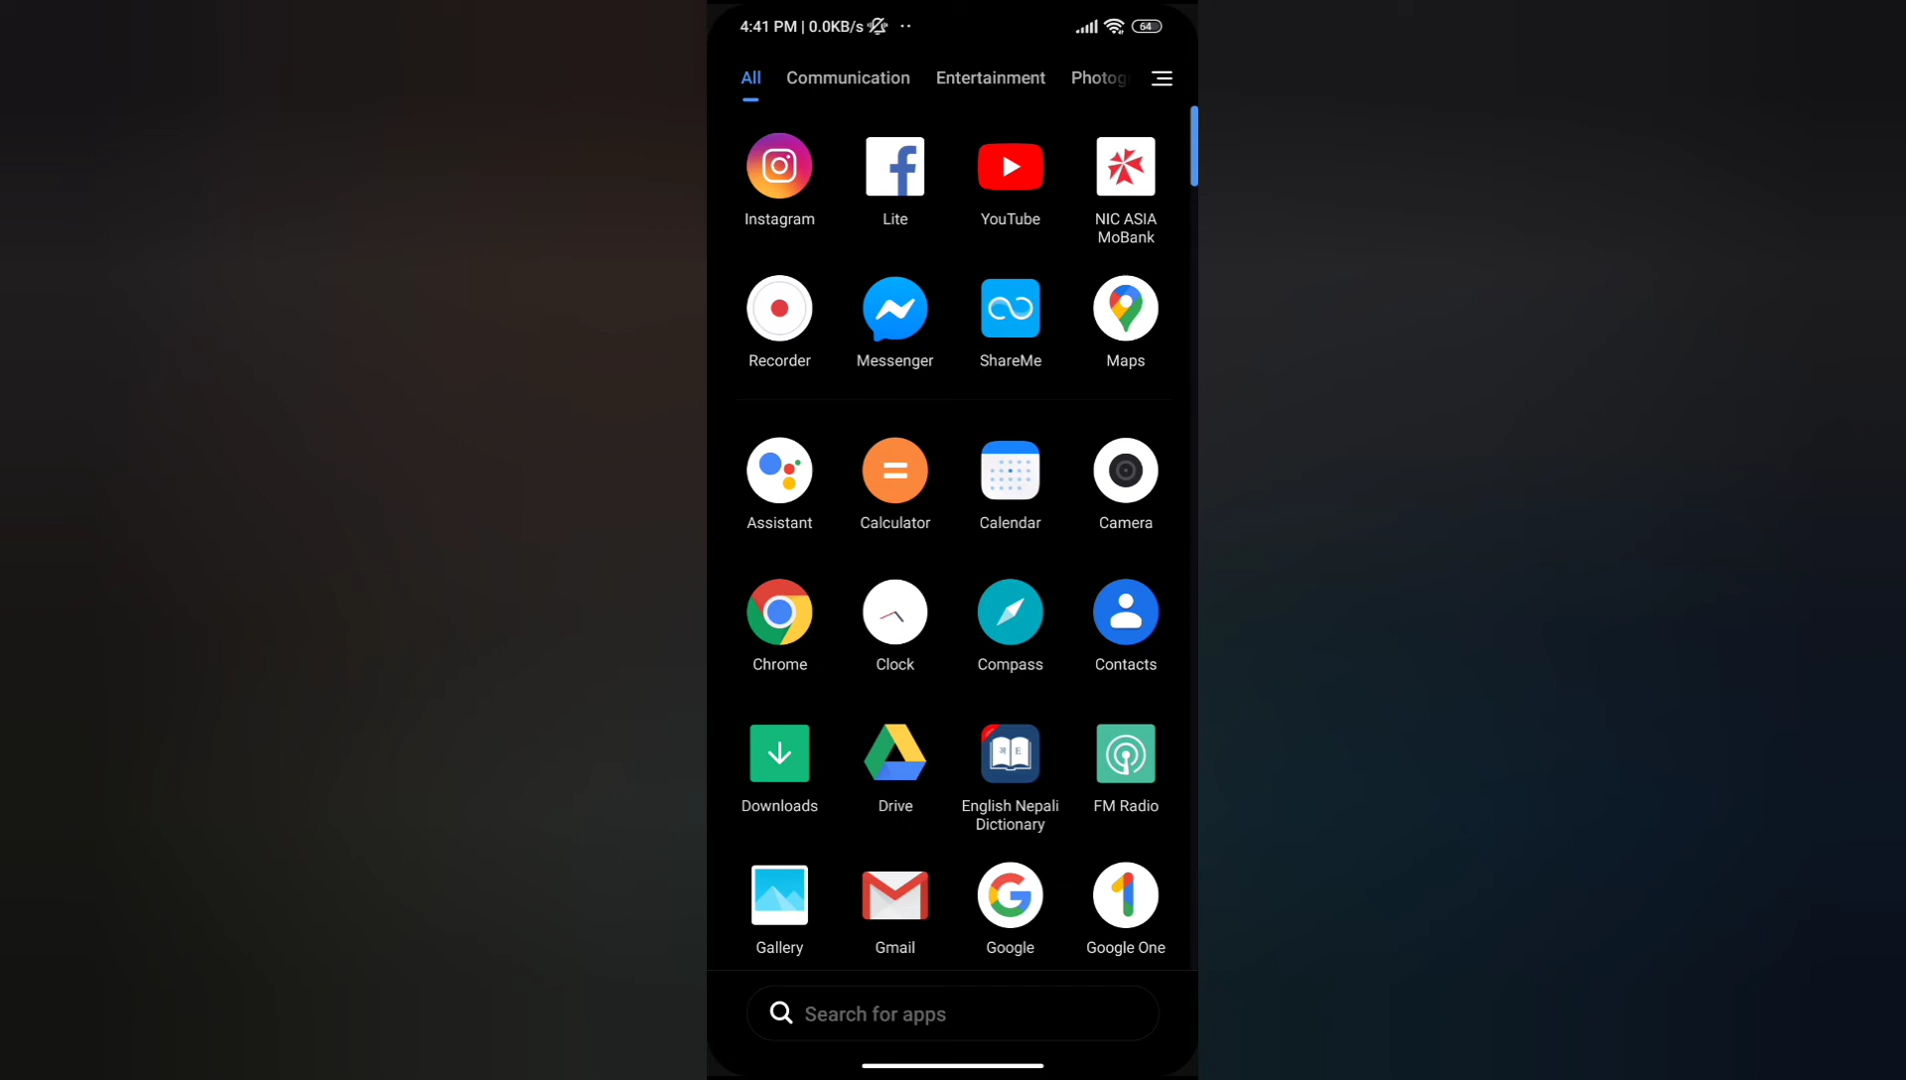 4:41 PM | 0.0KB/s
64
All Communication Entertainment Photog
Instagram Lite YouTube NIC ASIA
MoBank
Recorder Messenger ShareMe Maps
Assistant Calculator Calendar Camera
Chrome Clock Compass Contacts
Downloads Drive English Nepali FM Radio
Dictionary
Gallery Gmail Google Google One
Search for apps